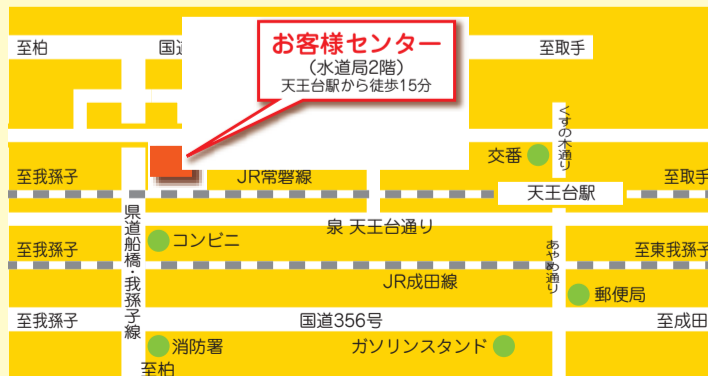 至柏
国道
お客様センター
(水道局2階)
天王台駅から徒歩15分
至取手
くすの木通り
交番
至我孫子
JR常磐線
至取手
天王台駅
県道船橋・我孫子線
泉 天王台通り
コンビニ
至我孫子
あやめ通り
至東我孫子
JR成田線
郵便局
至我孫子
国道356号
至成田
消防署
ガソリンスタンド
至柏